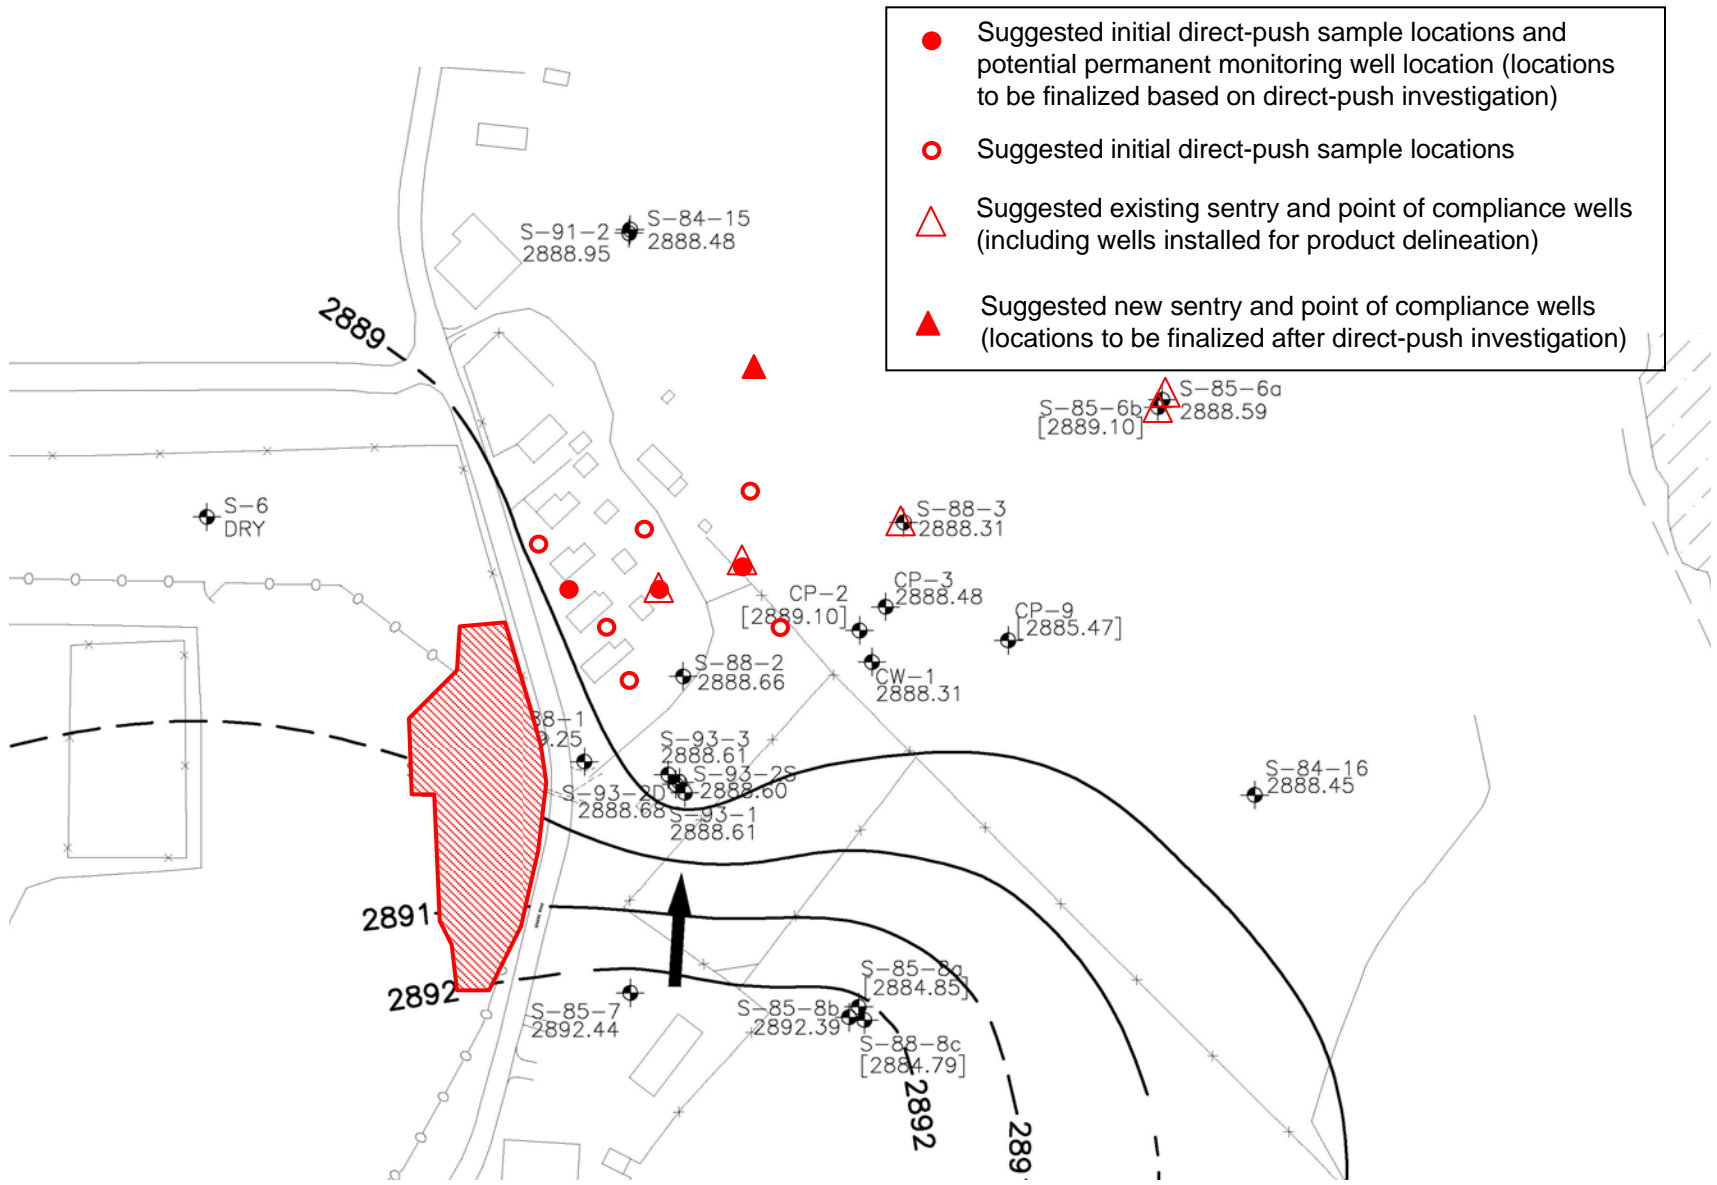 Suggested initial direct-push sample locations and
potential permanent monitoring well location (locations
to be finalized based on direct-push investigation)
Suggested initial direct-push sample locations
Suggested existing sentry and point of compliance wells
(including wells installed for product delineation)
Suggested new sentry and point of compliance wells
(locations to be finalized after direct-push investigation)
S-91-2
2888.95
S-84-15
2888.48
2889
S-85-6a
2888.59
S-85-6b
[2889.10]
S-6
DRY
S-88-3
2888.31
CP-3
2888.48
CP-2
[2889.10]
CP-9
[2885.47]
CW-1
2888.31
S-88-2
2888.66
88-1
9.25
S-93-3
2888.61
S-93-2S
2888.60
S-93-2D
2888.68
S-93-1
2888.61
S-84-16
2888.45
2891
2892
S-85-7
2892.44
S-85-8a
[2884.85]
S-85-8b
2892.39
S-88-8c
[2884.79]
2892
289